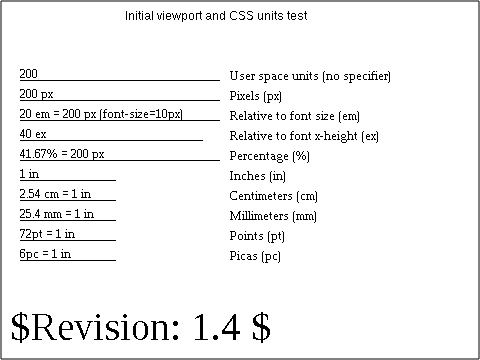 Initial viewport and CSS units test
200 User space units (no specifier)
200 px Pixels (px)
20 em = 200 px (font-size=10px) Relative to font size (em)
40 ex Relative to font x-height (ex)
41.67% = 200 px Percentage (%)
1 in Inches (in)
2.54 cm = 1 in Centimeters (cm)
25.4 mm = 1 in Millimeters (mm)
72pt = 1 in Points (pt)
6pc = 1 in Picas (pc)
$Revision: 1.4 $